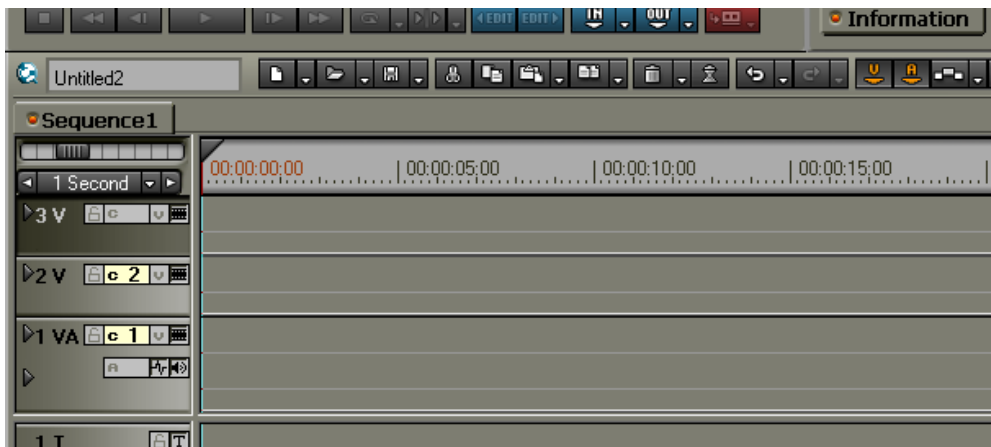 EDIT EDIT IN OUT Information
Untitled2 V A
Sequence1
00:00:00:00 00:00:05:00 00:00:10:00 00:00:15:00
1 Second
3 V C V
2 V C 2 V
1 VA C 1 V
A
1 T T